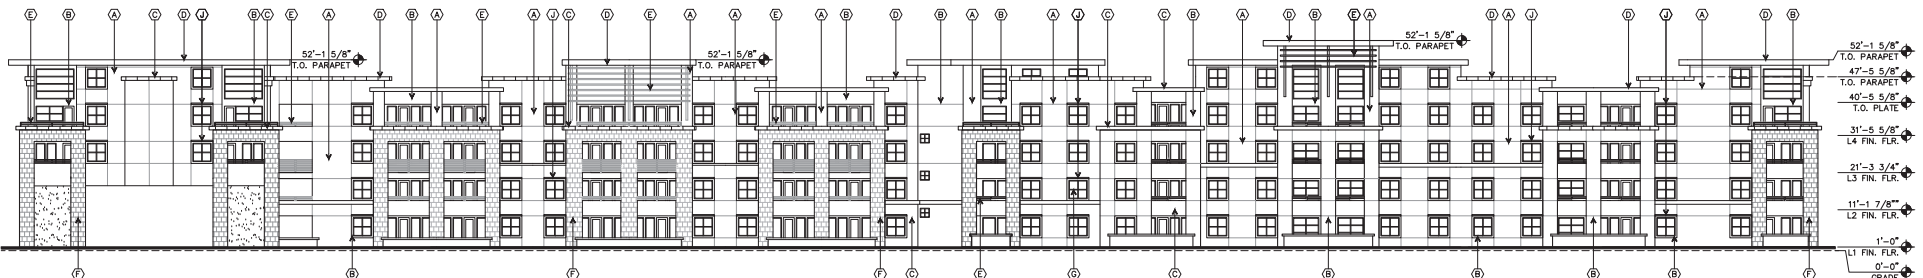 E B A C D J B C E A D B A E A J C D E A A E A B D B A B A J C C B A D B E A D A J D J A D B
52'-1 5/8"
T.O. PARAPET
52'-1 5/8"
T.O. PARAPET
52'-1 5/8"
T.O. PARAPET
52'-1 5/8"
T.O. PARAPET
47'-5 5/8"
T.O. PARAPET
40'-5 5/8"
T.O. PLATE
31'-5 5/8"
L4 FIN. FLR.
21'-3 3/4"
L3 FIN. FLR.
11'-1 7/8""
L2 FIN. FLR.
1'-0"
L1 FIN. FLR.
0'-0"
GRADE
F B F F C E G C B B B B F